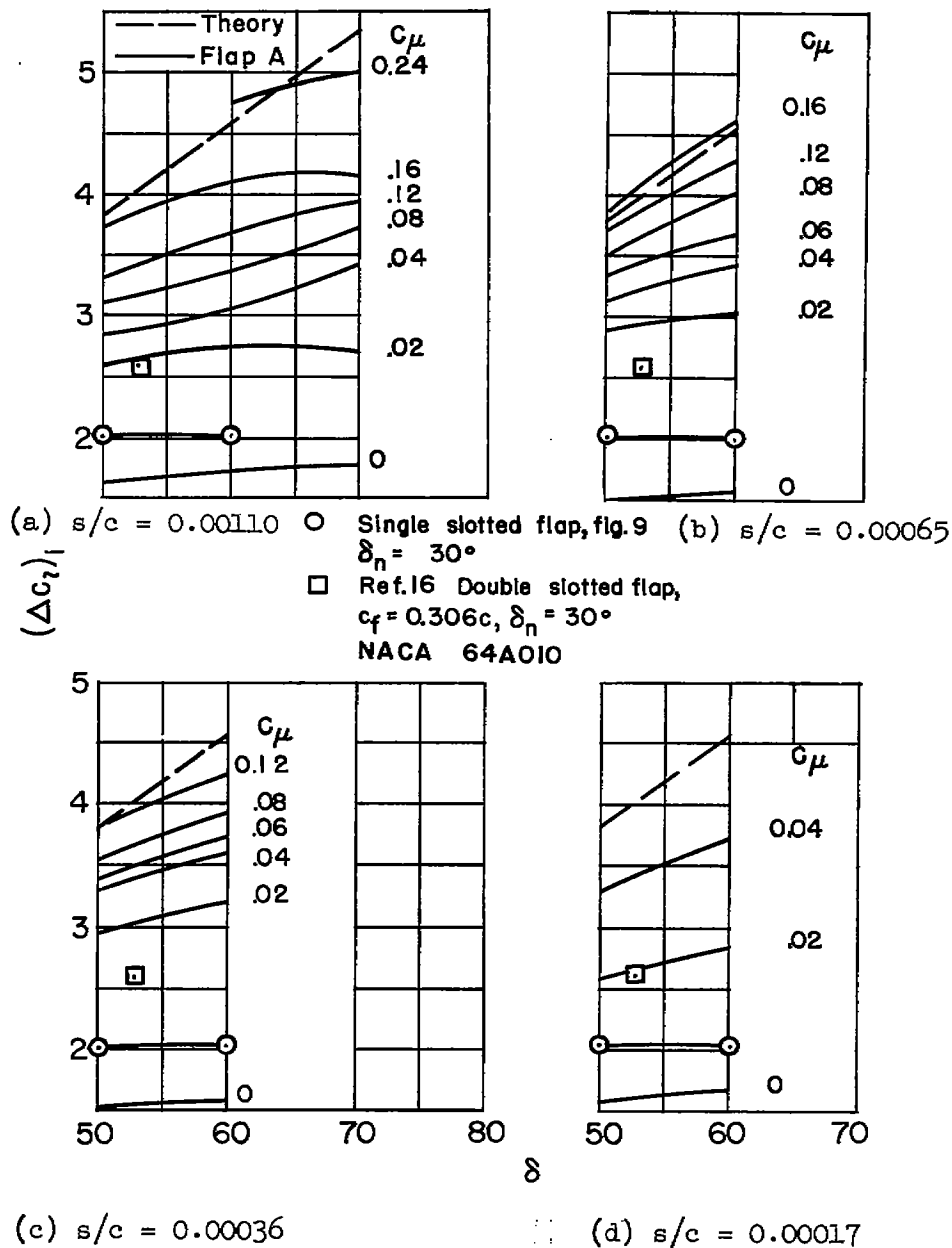 Theory
Flap A
Cμ
0.24
.16
.12
.08
.04
.02
0
5
4
3
2
Cμ
0.16
.12
.08
.06
.04
.02
0
(a) s/c = 0.00110
Single slotted flap, fig. 9
δn = 30°
(b) s/c = 0.00065
Ref. 16 Double slotted flap,
cf = 0.306c, δn = 30°
NACA 64A010
(Δcl)i
5
4
3
2
Cμ
0.12
.08
.06
.04
.02
0
50 60 70 80
Cμ
0.04
.02
0
50 60 70
δ
(c) s/c = 0.00036
(d) s/c = 0.00017